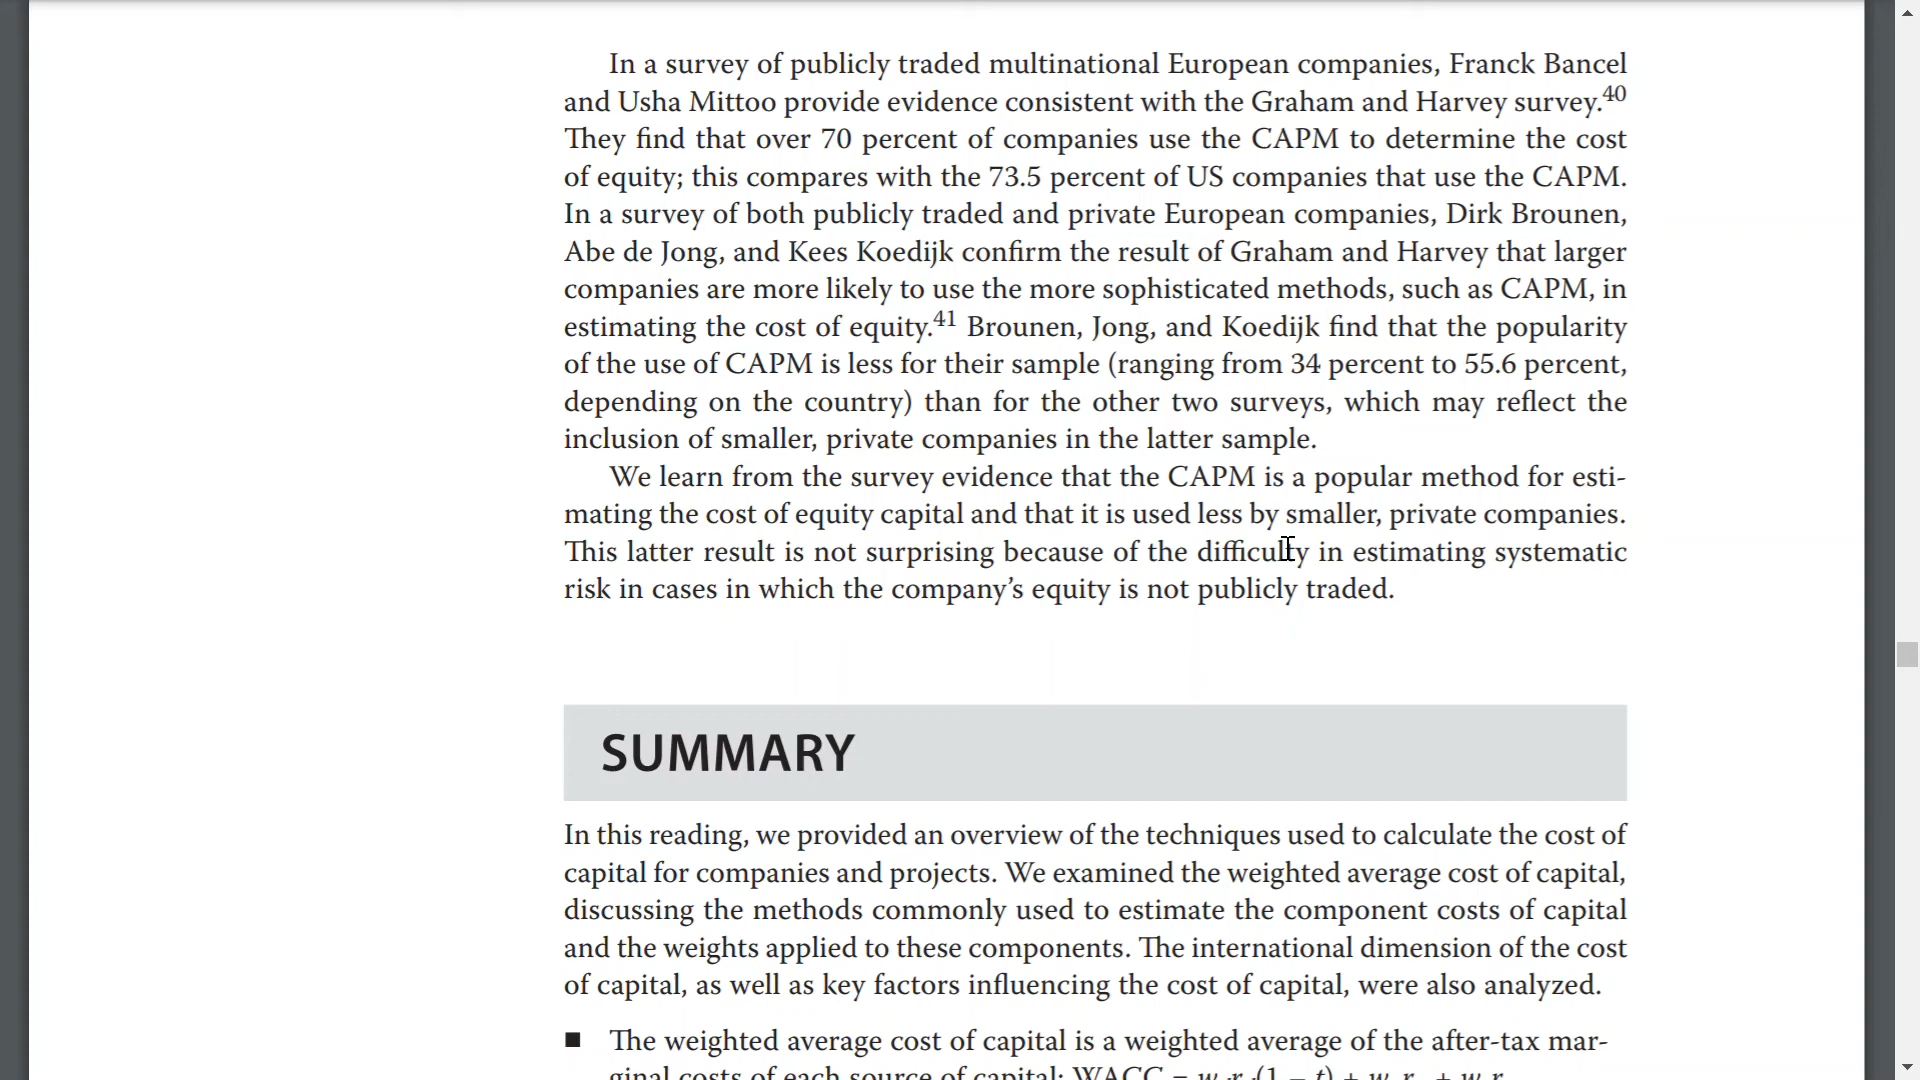 In a survey of publicly traded multinational European companies, Franck Bancel
and Usha Mittoo provide evidence consistent with the Graham and Harvey survey.40
They find that over 70 percent of companies use the CAPM to determine the cost
of equity; this compares with the 73.5 percent of US companies that use the CAPM.
In a survey of both publicly traded and private European companies, Dirk Brounen,
Abe de Jong, and Kees Koedijk confirm the result of Graham and Harvey that larger
companies are more likely to use the more sophisticated methods, such as CAPM, in
estimating the cost of equity.41 Brounen, Jong, and Koedijk find that the popularity
of the use of CAPM is less for their sample (ranging from 34 percent to 55.6 percent,
depending on the country) than for the other two surveys, which may reflect the
inclusion of smaller, private companies in the latter sample.
We learn from the survey evidence that the CAPM is a popular method for esti-
mating the cost of equity capital and that it is used less by smaller, private companies.
This latter result is not surprising because of the difficulty in estimating systematic
risk in cases in which the company's equity is not publicly traded.
SUMMARY
In this reading, we provided an overview of the techniques used to calculate the cost of
capital for companies and projects. We examined the weighted average cost of capital,
discussing the methods commonly used to estimate the component costs of capital
and the weights applied to these components. The international dimension of the cost
of capital, as well as key factors influencing the cost of capital, were also analyzed.
■ The weighted average cost of capital is a weighted average of the after-tax mar-
ginal costs of each source of capital: WACC =